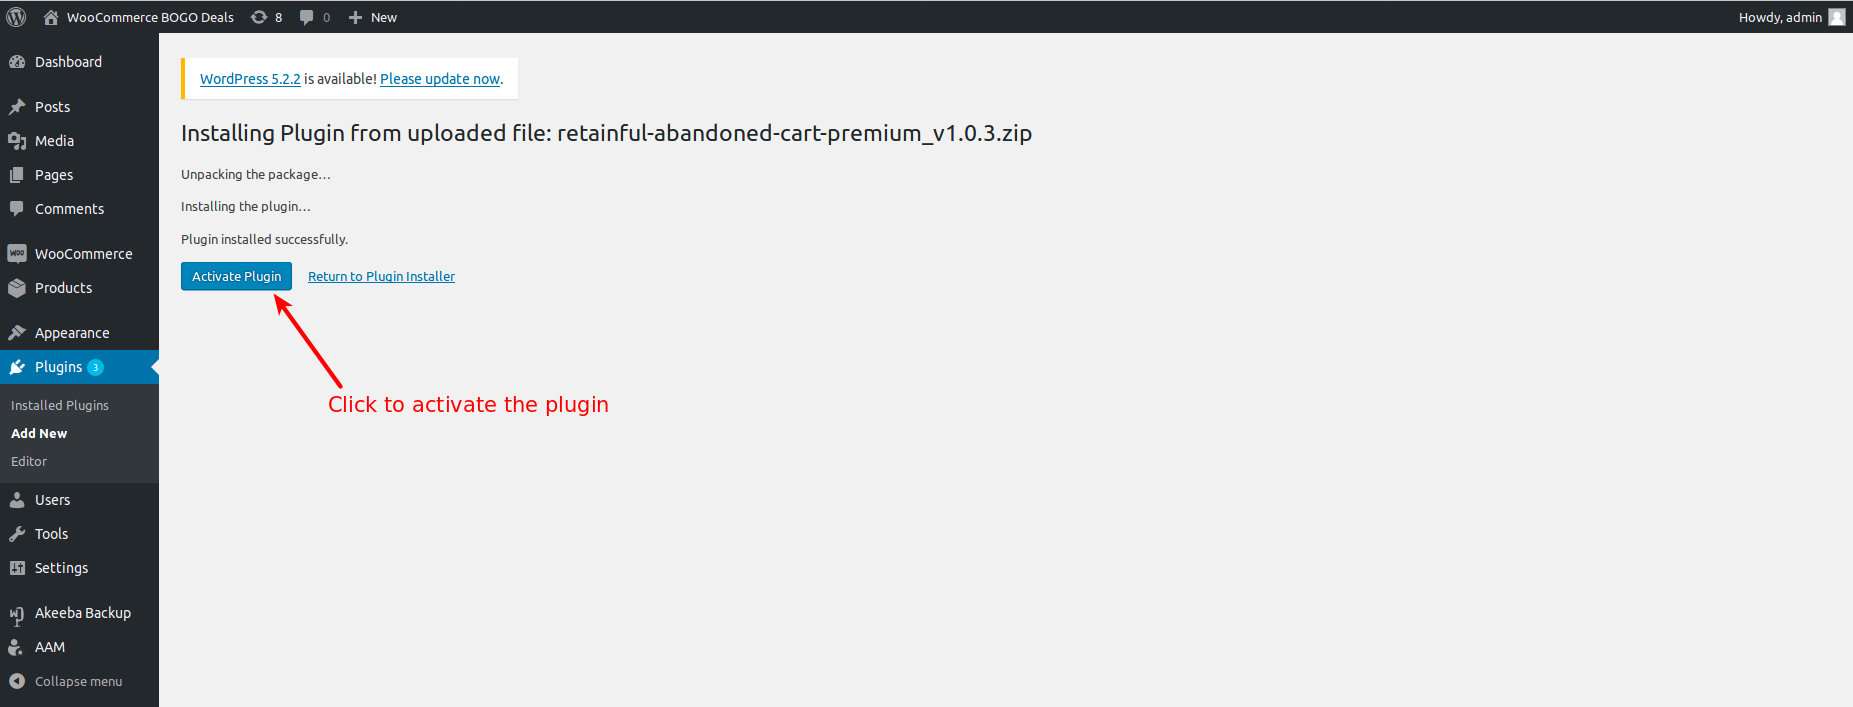 WooCommerce BOGO Deals 8 0 New Howdy, admin
Dashboard
Posts
Media
Pages
Comments
WOO WooCommerce
Products
Appearance
Plugins 3
Installed Plugins
Add New
Editor
Users
Tools
Settings
Akeeba Backup
AAM
Collapse menu
WordPress 5.2.2 is available! Please update now.
Installing Plugin from uploaded file: retainful-abandoned-cart-premium_v1.0.3.zip
Unpacking the package…
Installing the plugin…
Plugin installed successfully.
Activate Plugin Return to Plugin Installer
Click to activate the plugin